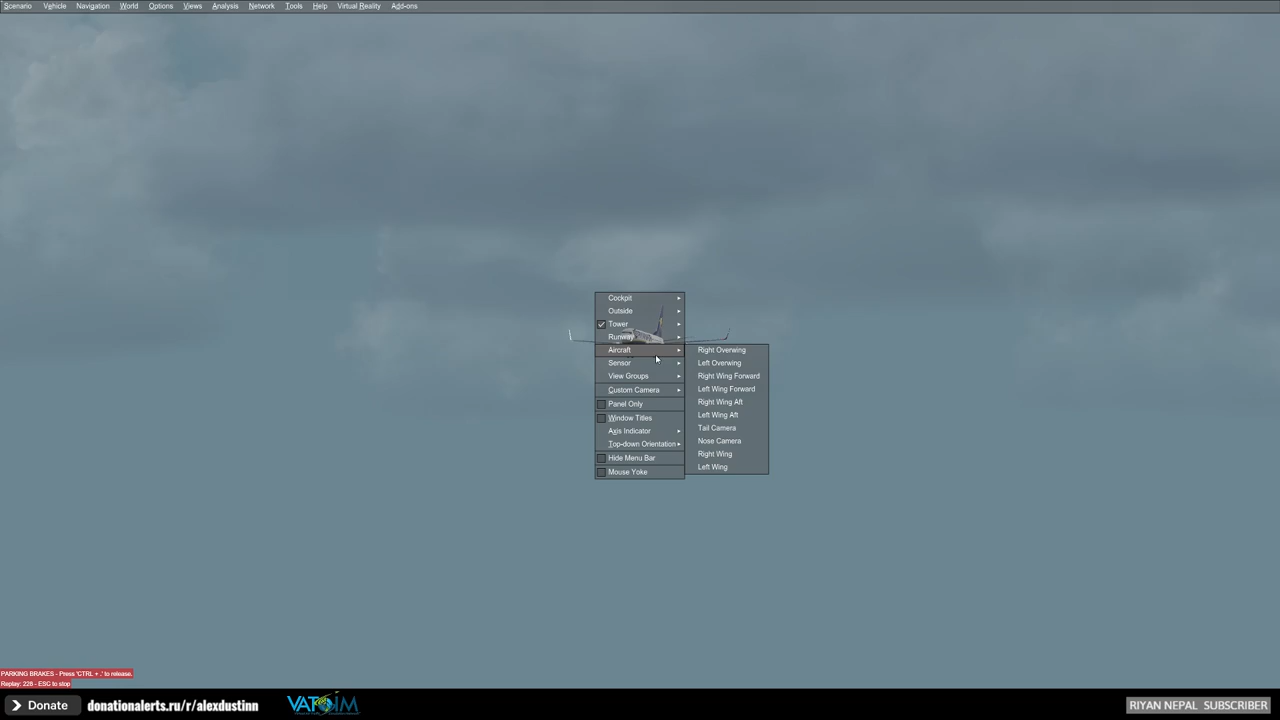 Scenario Vehicle Navigation World Options Views Analysis Network Tools Help Virtual Reality Add-ons
Cockpit
Outside
Tower
Runway
Aircraft
Sensor
View Groups
Custom Camera
Panel Only
Window Titles
Axis Indicator
Top-down Orientation
Hide Menu Bar
Mouse Yoke
Right Overwing
Left Overwing
Right Wing Forward
Left Wing Forward
Right Wing Aft
Left Wing Aft
Tail Camera
Nose Camera
Right Wing
Left Wing
PARKING BRAKES - Press 'CTRL + .' to release.
Replay: 228 - ESC to stop
Donate donationalerts.ru/r/alexdustinn VATSIM RIYAN NEPAL SUBSCRIBER